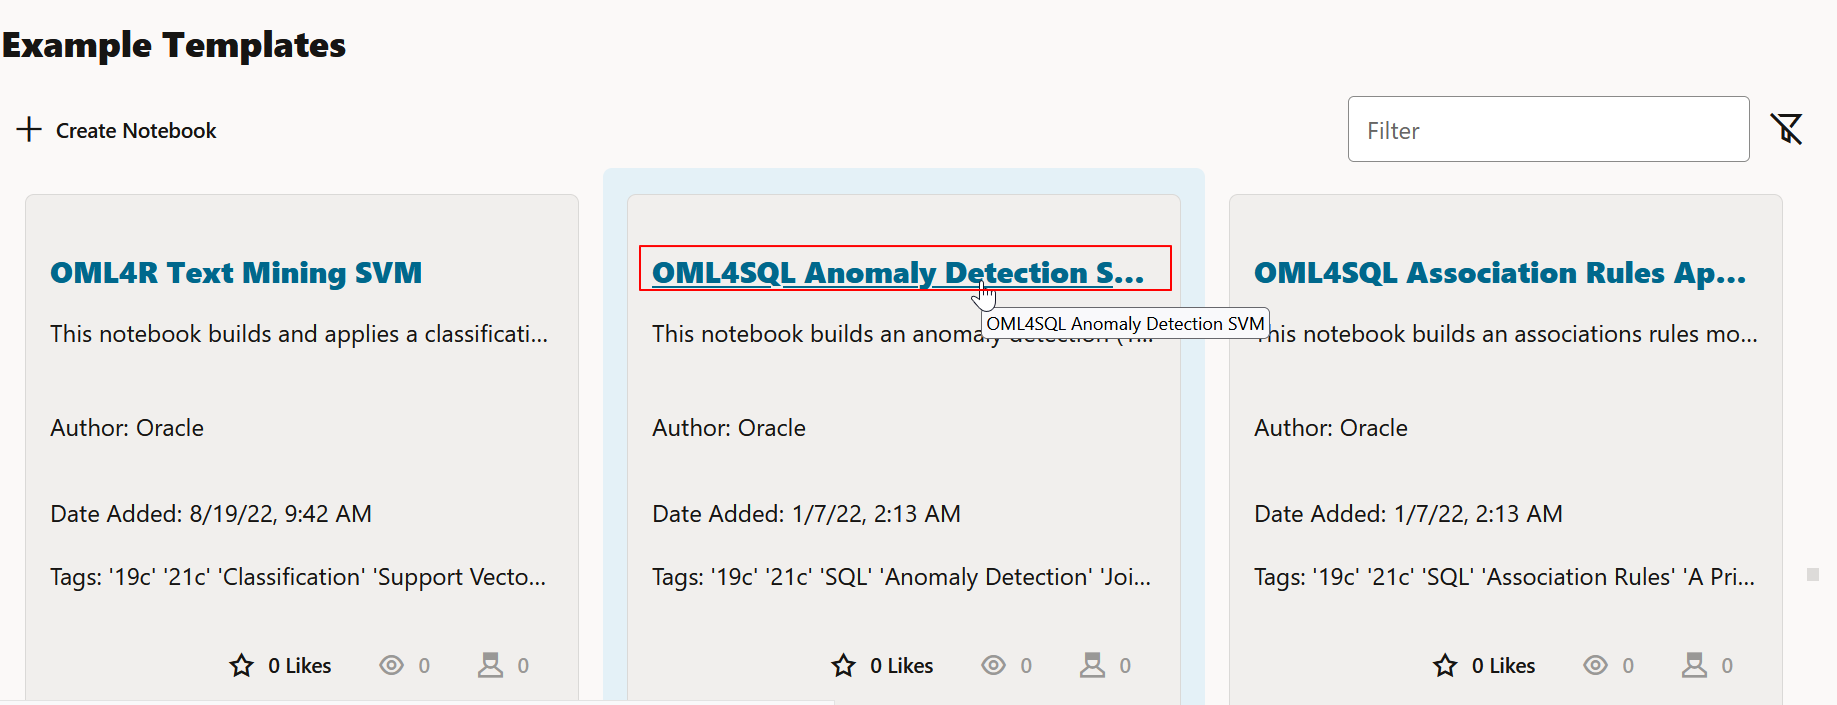 Example Templates
Create Notebook
Filter
OML4R Text Mining SVM
This notebook builds and applies a classificati...
Author: Oracle
Date Added: 8/19/22, 9:42 AM
Tags: '19c' '21c' 'Classification' 'Support Vecto...
0 Likes 0 0
OML4SQL Anomaly Detection S...
OML4SQL Anomaly Detection SVM
This notebook builds an anomaly detection
Author: Oracle
Date Added: 1/7/22, 2:13 AM
Tags: '19c' '21c' 'SQL' 'Anomaly Detection' 'Joi...
0 Likes 0 0
OML4SQL Association Rules Ap...
This notebook builds an associations rules mo...
Author: Oracle
Date Added: 1/7/22, 2:13 AM
Tags: '19c' '21c' 'SQL' 'Association Rules' 'A Pri...
0 Likes 0 0